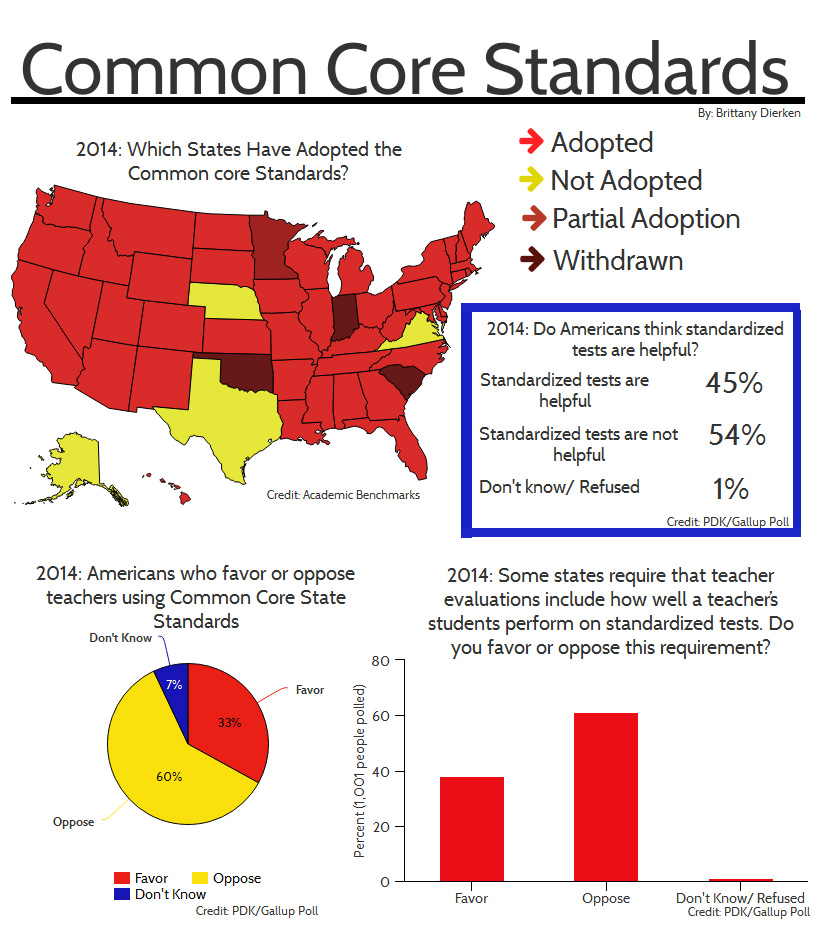 Common Core Standards
By: Brittany Dierken
2014: Which States Have Adopted the
Common core Standards?
Adopted
Not Adopted
Partial Adoption
Withdrawn
Credit: Academic Benchmarks
2014: Do Americans think standardized
tests are helpful?
Standardized tests are
helpful
45%
Standardized tests are not
helpful
54%
Don't know/ Refused
1%
Credit: PDK/Gallup Poll
2014: Americans who favor or oppose
teachers using Common Core State
Standards
Don't Know
7%
Favor
33%
60%
Oppose
Favor
Oppose
Don't Know
Credit: PDK/Gallup Poll
2014: Some states require that teacher
evaluations include how well a teacher's
students perform on standardized tests. Do
you favor or oppose this requirement?
Percent (1,001 people polled)
80
60
40
20
0
Favor
Oppose
Don't Know/ Refused
Credit: PDK/Gallup Poll